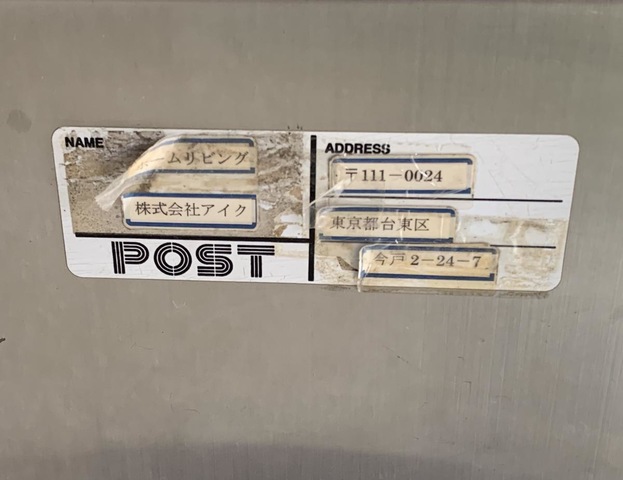 NAME
ホームリビング
株式会社アイク
POST
ADDRESS
〒111-0024
東京都台東区
今戸2-24-7